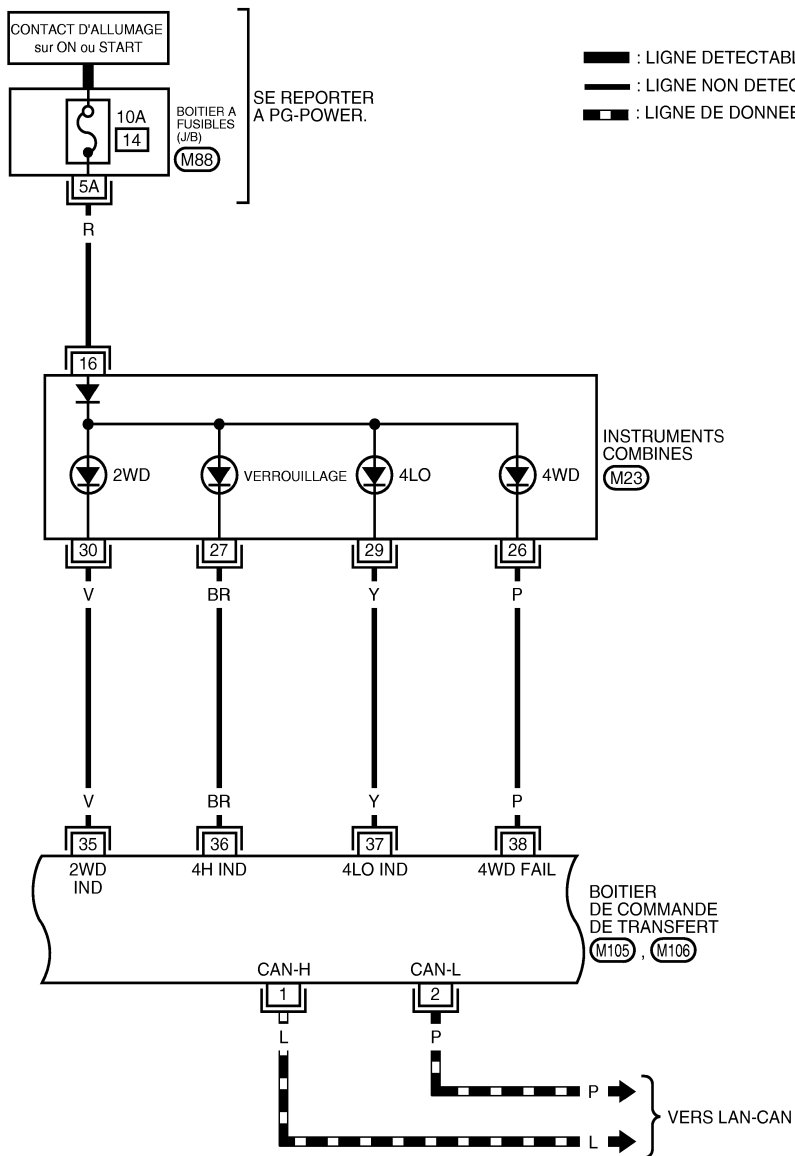 CONTACT D'ALLUMAGE
sur ON ou START
: LIGNE DETECTABL
: LIGNE NON DETEC
: LIGNE DE DONNEE
10A
14
BOITIER A
FUSIBLES
(J/B)
M88
SE REPORTER
A PG-POWER.
5A
R
16
2WD
VERROUILLAGE
4LO
4WD
INSTRUMENTS
COMBINES
M23
30
27
29
26
V
BR
Y
P
V
BR
Y
P
35
36
37
38
2WD
IND
4H IND
4LO IND
4WD FAIL
BOITIER
DE COMMANDE
DE TRANSFERT
M105 , M106
CAN-H
CAN-L
1
2
L
P
P
L
VERS LAN-CAN